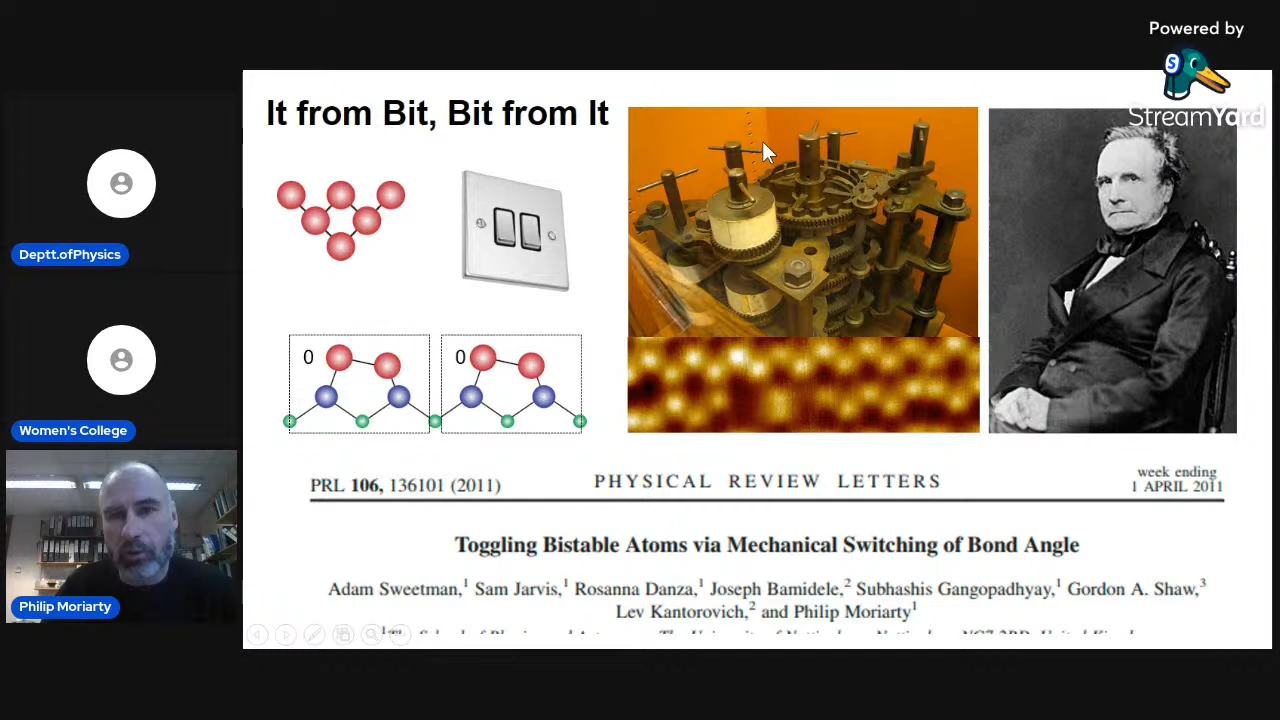 Powered by
StreamYard
It from Bit, Bit from It
0
0
Deptt.ofPhysics
Women's College
Philip Moriarty
PRL 106, 136101 (2011)
PHYSICAL REVIEW LETTERS
week ending
1 APRIL 2011
Toggling Bistable Atoms via Mechanical Switching of Bond Angle
Adam Sweetman,1 Sam Jarvis,1 Rosanna Danza,1 Joseph Bamidele,2 Subhashis Gangopadhyay,1 Gordon A. Shaw,3
Lev Kantorovich,2 and Philip Moriarty1